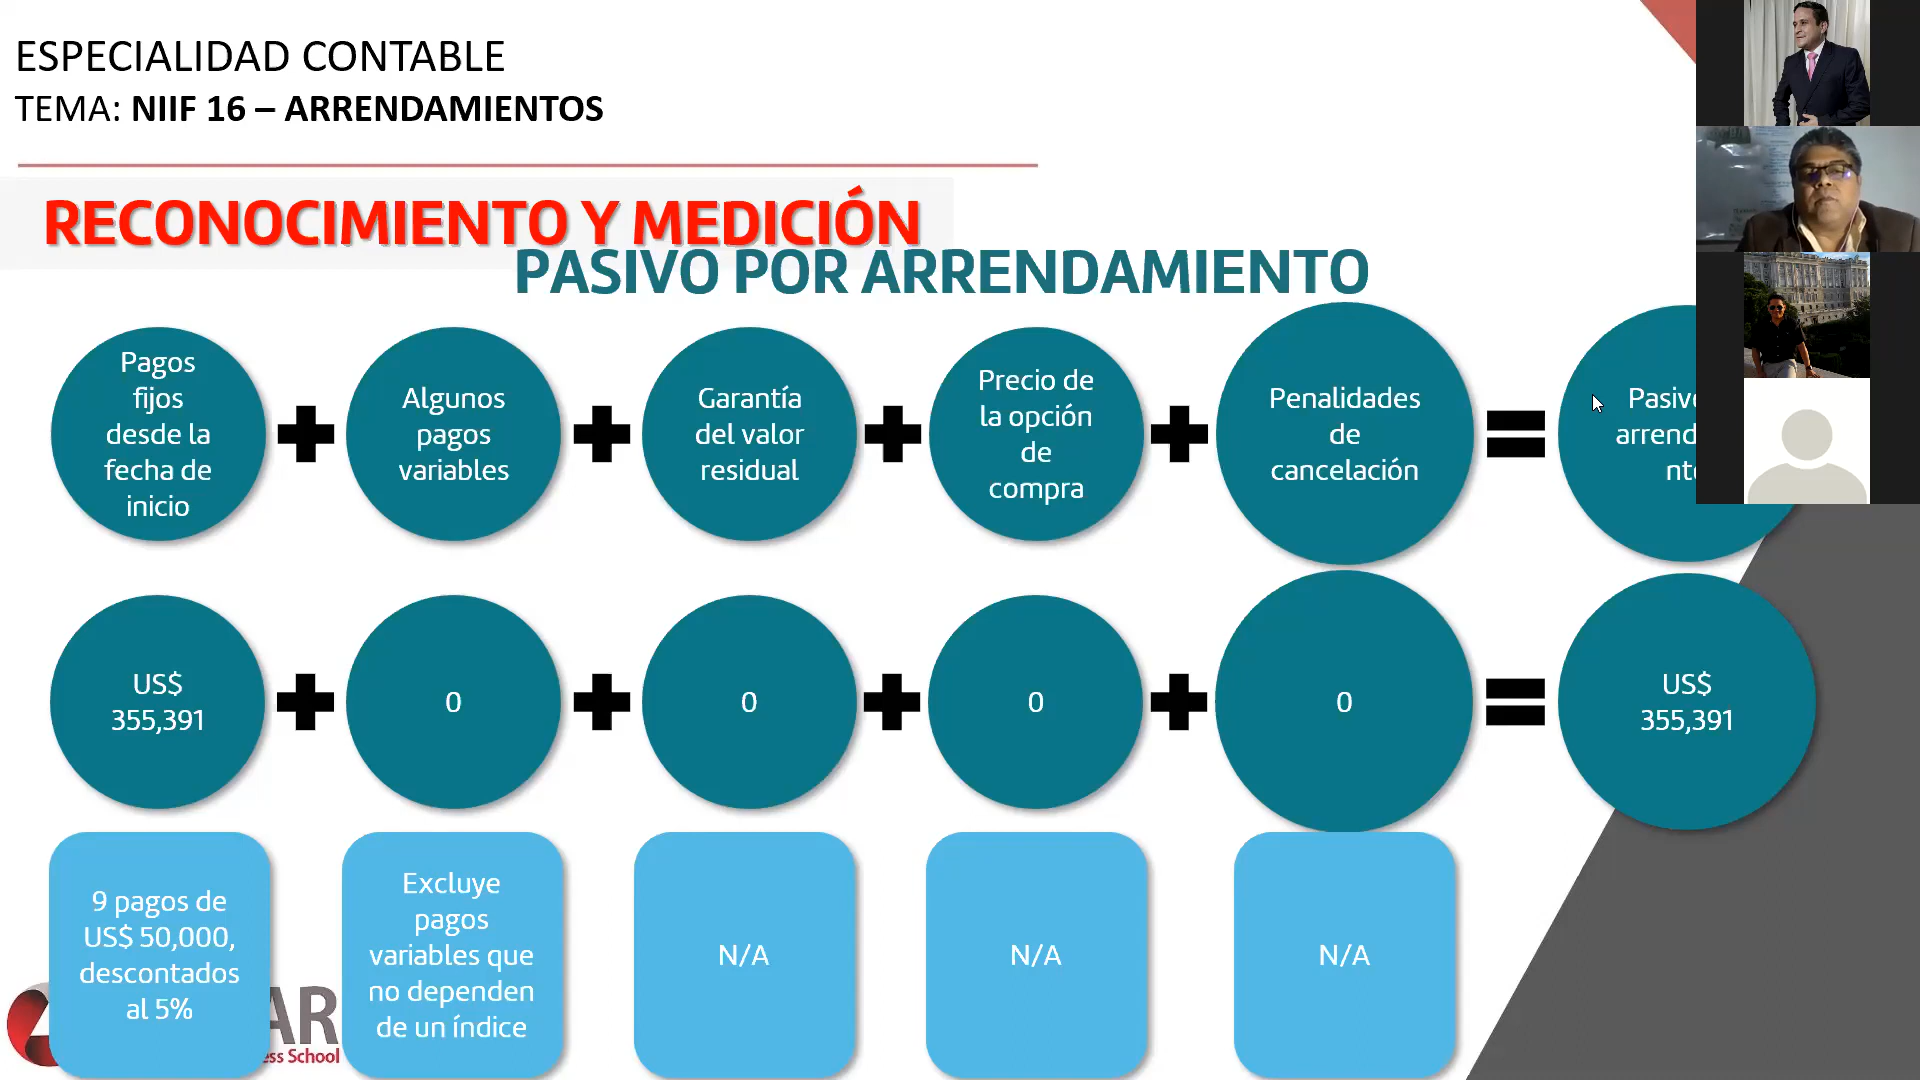 ESPECIALIDAD CONTABLE
TEMA: NIIF 16 – ARRENDAMIENTOS
RECONOCIMIENTO Y MEDICIÓN
PASIVO POR ARRENDAMIENTO
Pagos
fijos
desde la
fecha de
inicio
Algunos
pagos
variables
Garantía
del valor
residual
Precio de
la opción
de
compra
Penalidades
de
cancelación
US$
355,391
0
0
0
0
US$
355,391
9 pagos de
US$ 50,000,
descontados
al 5%
Excluye
pagos
variables que
no dependen
de un índice
N/A
N/A
N/A
School